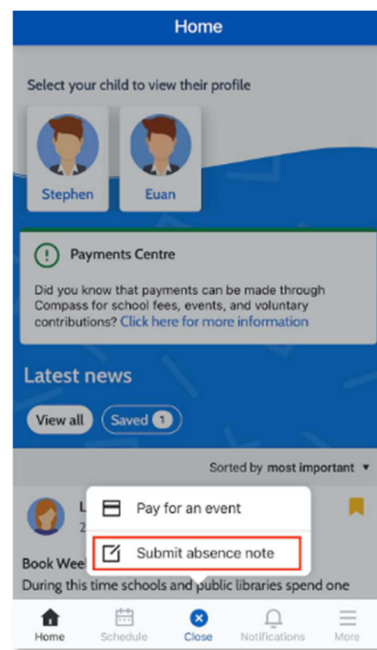 Home
Select your child to view their profile
Stephen
Euan
Payments Centre
Did you know that payments can be made through
Compass for school fees, events, and voluntary
contributions? Click here for more information
Latest news
View all
Saved 1
Sorted by most important
L
Pay for an event
2
Submit absence note
Book Wee
During this time schools and public libraries spend one
Home
Schedule
Close
Notifications
More